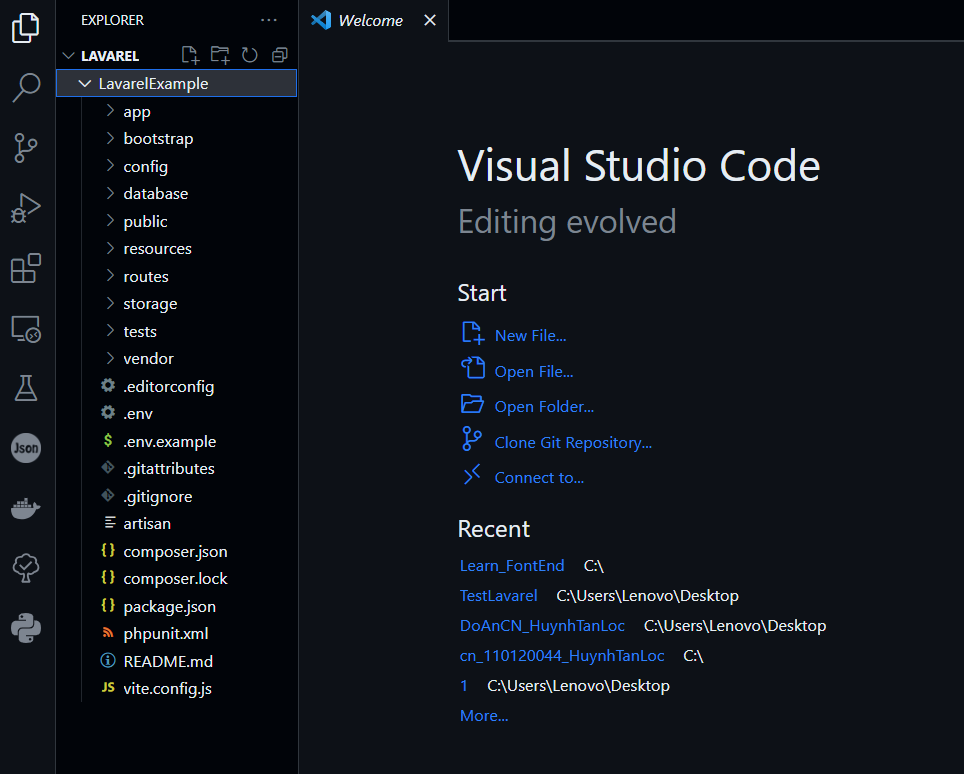 EXPLORER
LAVAREL
LavarelExample
app
bootstrap
config
database
public
resources
routes
storage
tests
vendor
.editorconfig
.env
.env.example
.gitattributes
.gitignore
artisan
composer.json
composer.lock
package.json
phpunit.xml
README.md
vite.config.js
Json
Welcome
Visual Studio Code
Editing evolved
Start
New File...
Open File...
Open Folder...
Clone Git Repository...
Connect to...
Recent
Learn_FontEnd C:\
TestLavarel C:\Users\Lenovo\Desktop
DoAnCN_HuynhTanLoc C:\Users\Lenovo\Desktop
cn_110120044_HuynhTanLoc C:\
1 C:\Users\Lenovo\Desktop
More...